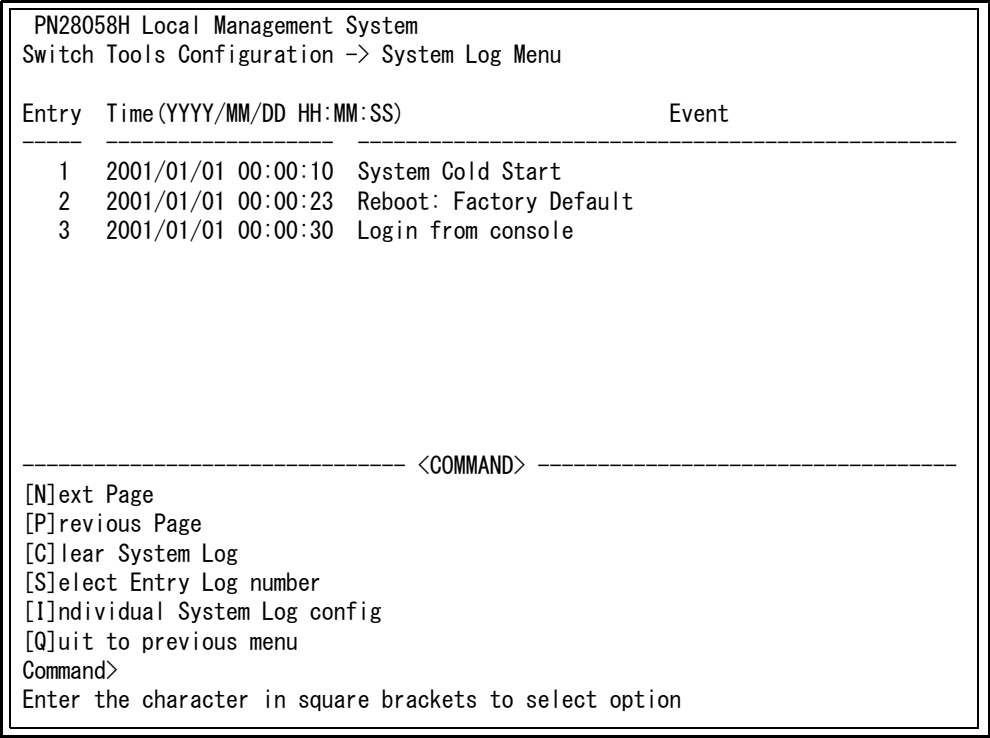 PN28058H Local Management System
Switch Tools Configuration -> System Log Menu
Entry  Time(YYYY/MM/DD HH:MM:SS)                       Event
-----  -------------------  --------------------------------------------------
1   2001/01/01 00:00:10  System Cold Start
2   2001/01/01 00:00:23  Reboot: Factory Default
3   2001/01/01 00:00:30  Login from console
-------------------------------- <COMMAND> -----------------------------------
[N]ext Page
[P]revious Page
[C]lear System Log
[S]elect Entry Log number
[I]ndividual System Log config
[Q]uit to previous menu
Command>
Enter the character in square brackets to select option